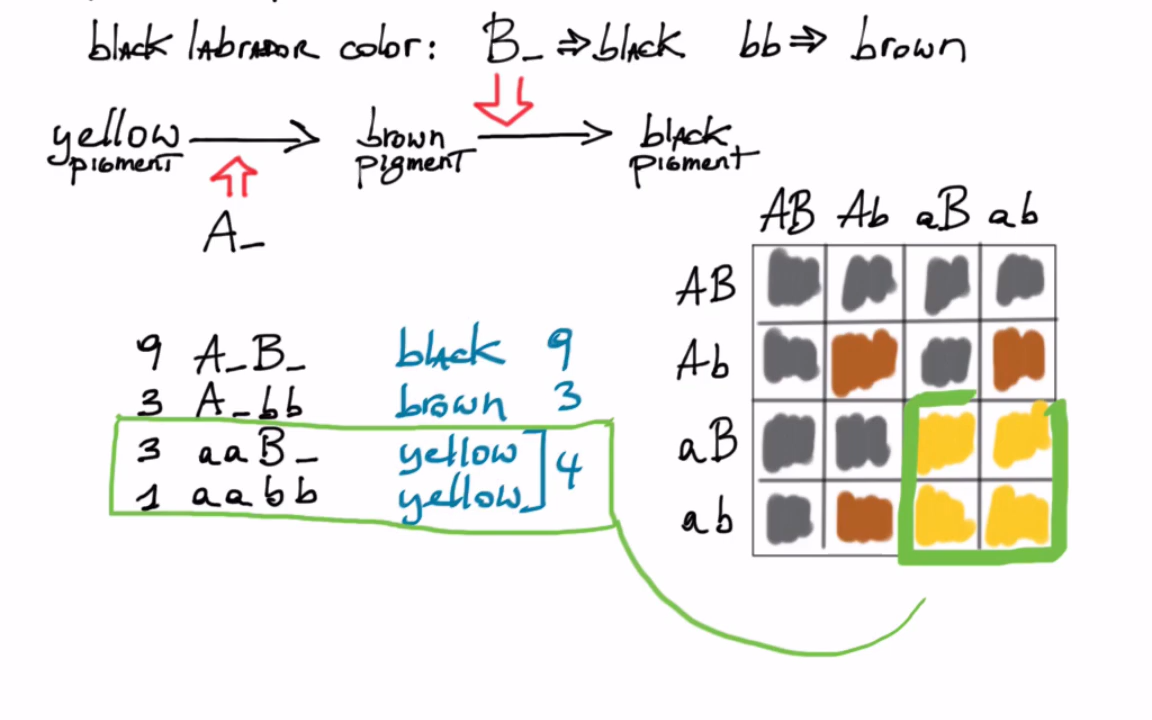 black labrador color: B_ ⇒ black bb ⇒ brown
yellow pigment → brown pigment → black pigment
A_
AB Ab aB ab
AB
Ab
aB
ab
9 A_B_ black 9
3 A_bb brown 3
3 aaB_ yellow
1 aabb yellow
4